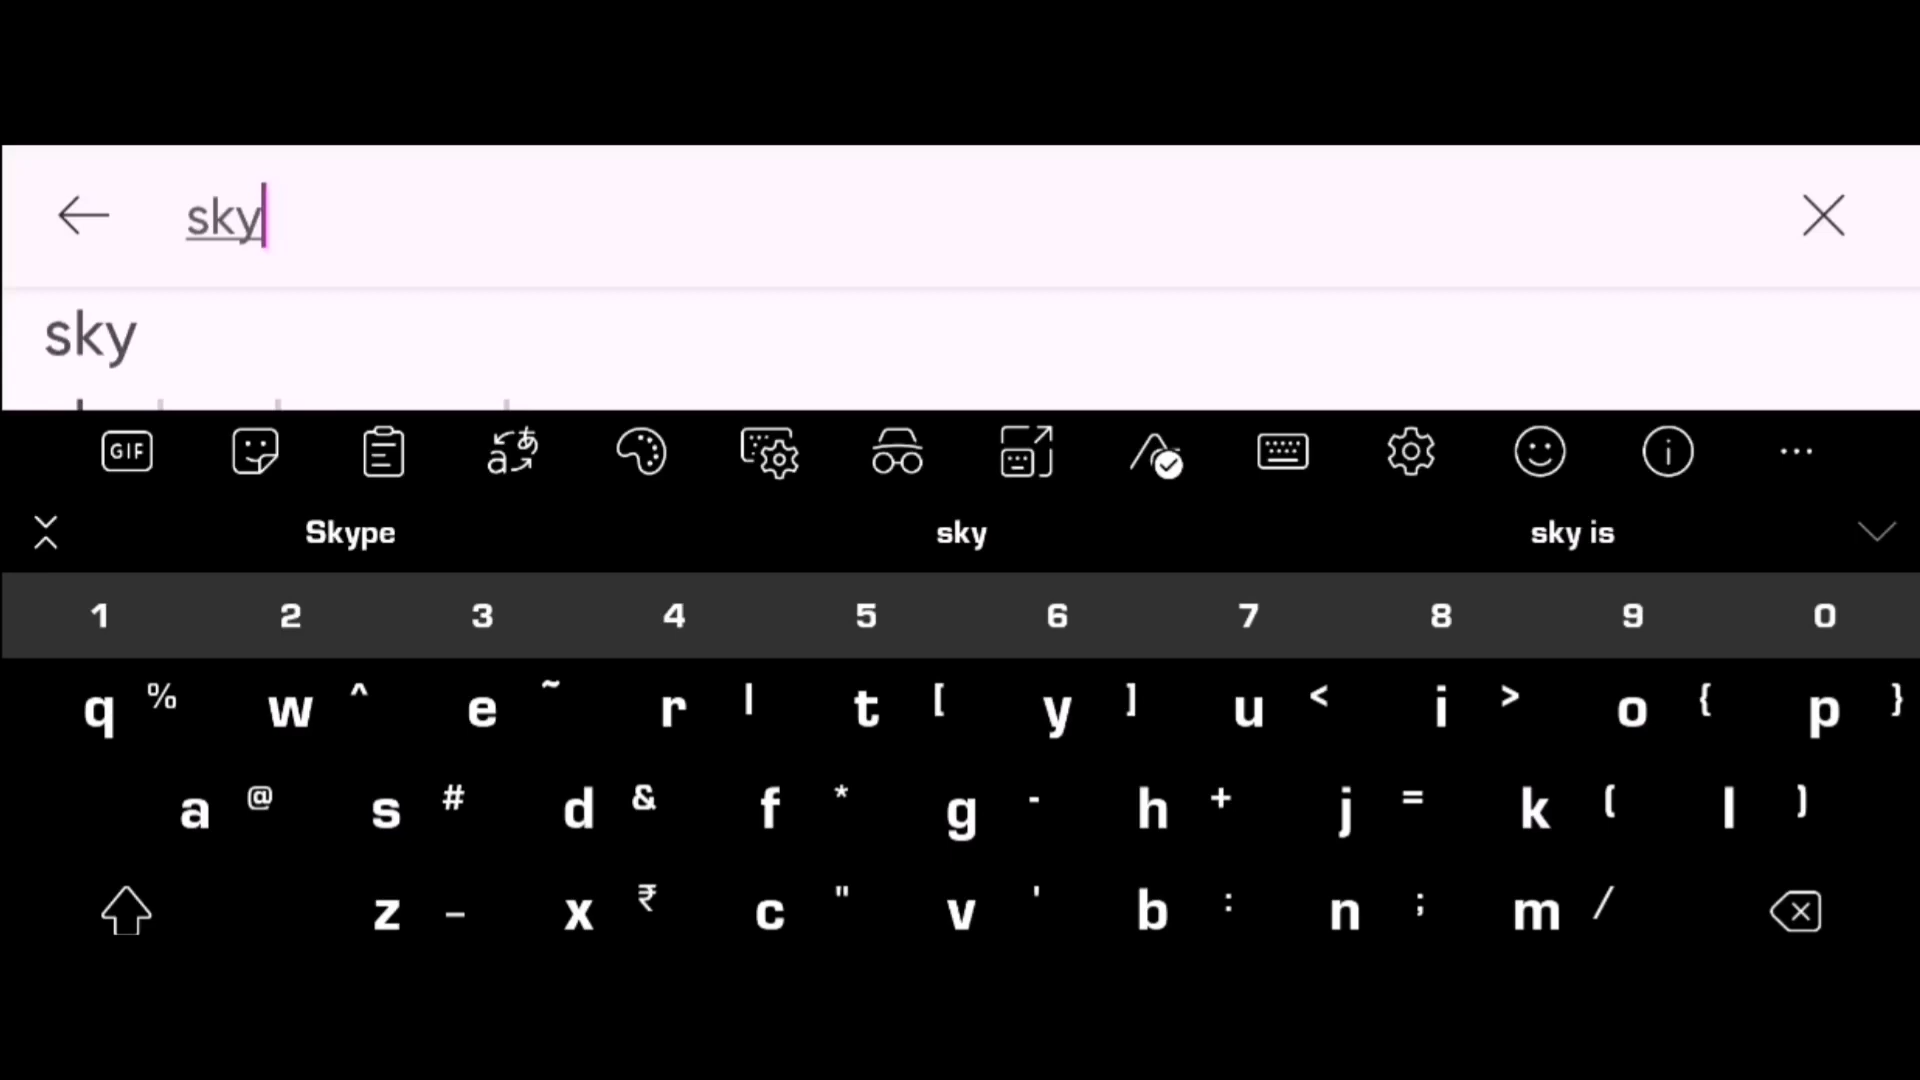 sky
sky
GIF
Skype sky sky is
1 2 3 4 5 6 7 8 9 0
q % w ^ e ~ r | t [ y ] u < i > o { p }
a @ s # d & f * g - h + j = k ( l )
z _ x ₹ c " v ' b : n ; m /